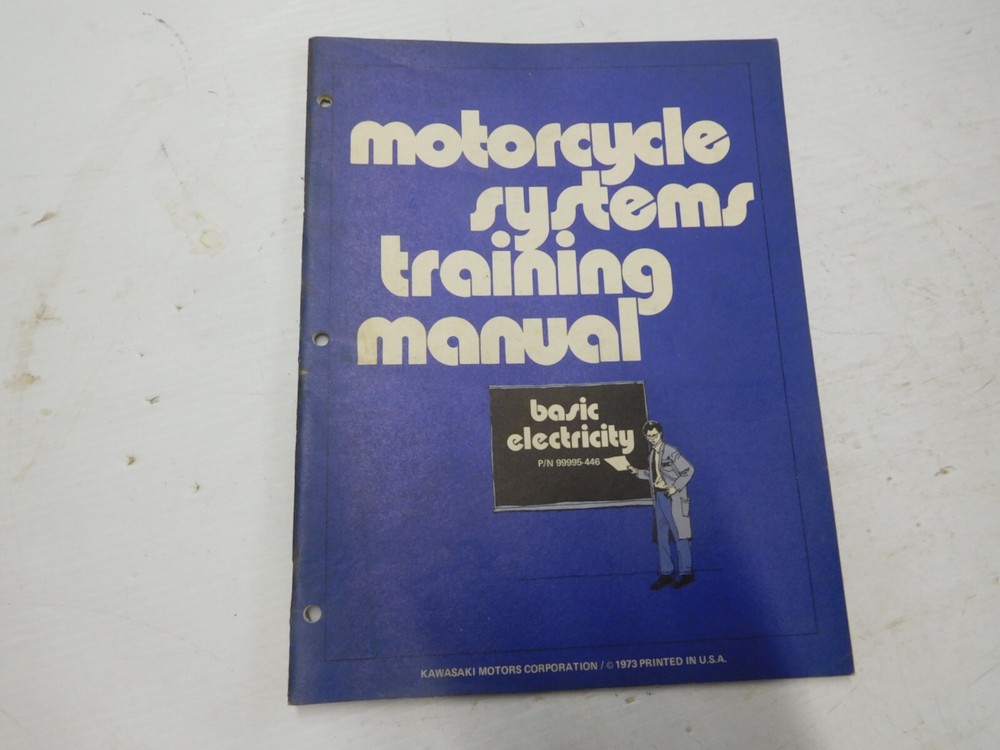 motorcycle
systems
training
manual
basic
electricity
P/N 99995-446
KAWASAKI MOTORS CORPORATION / © 1973 PRINTED IN U.S.A.